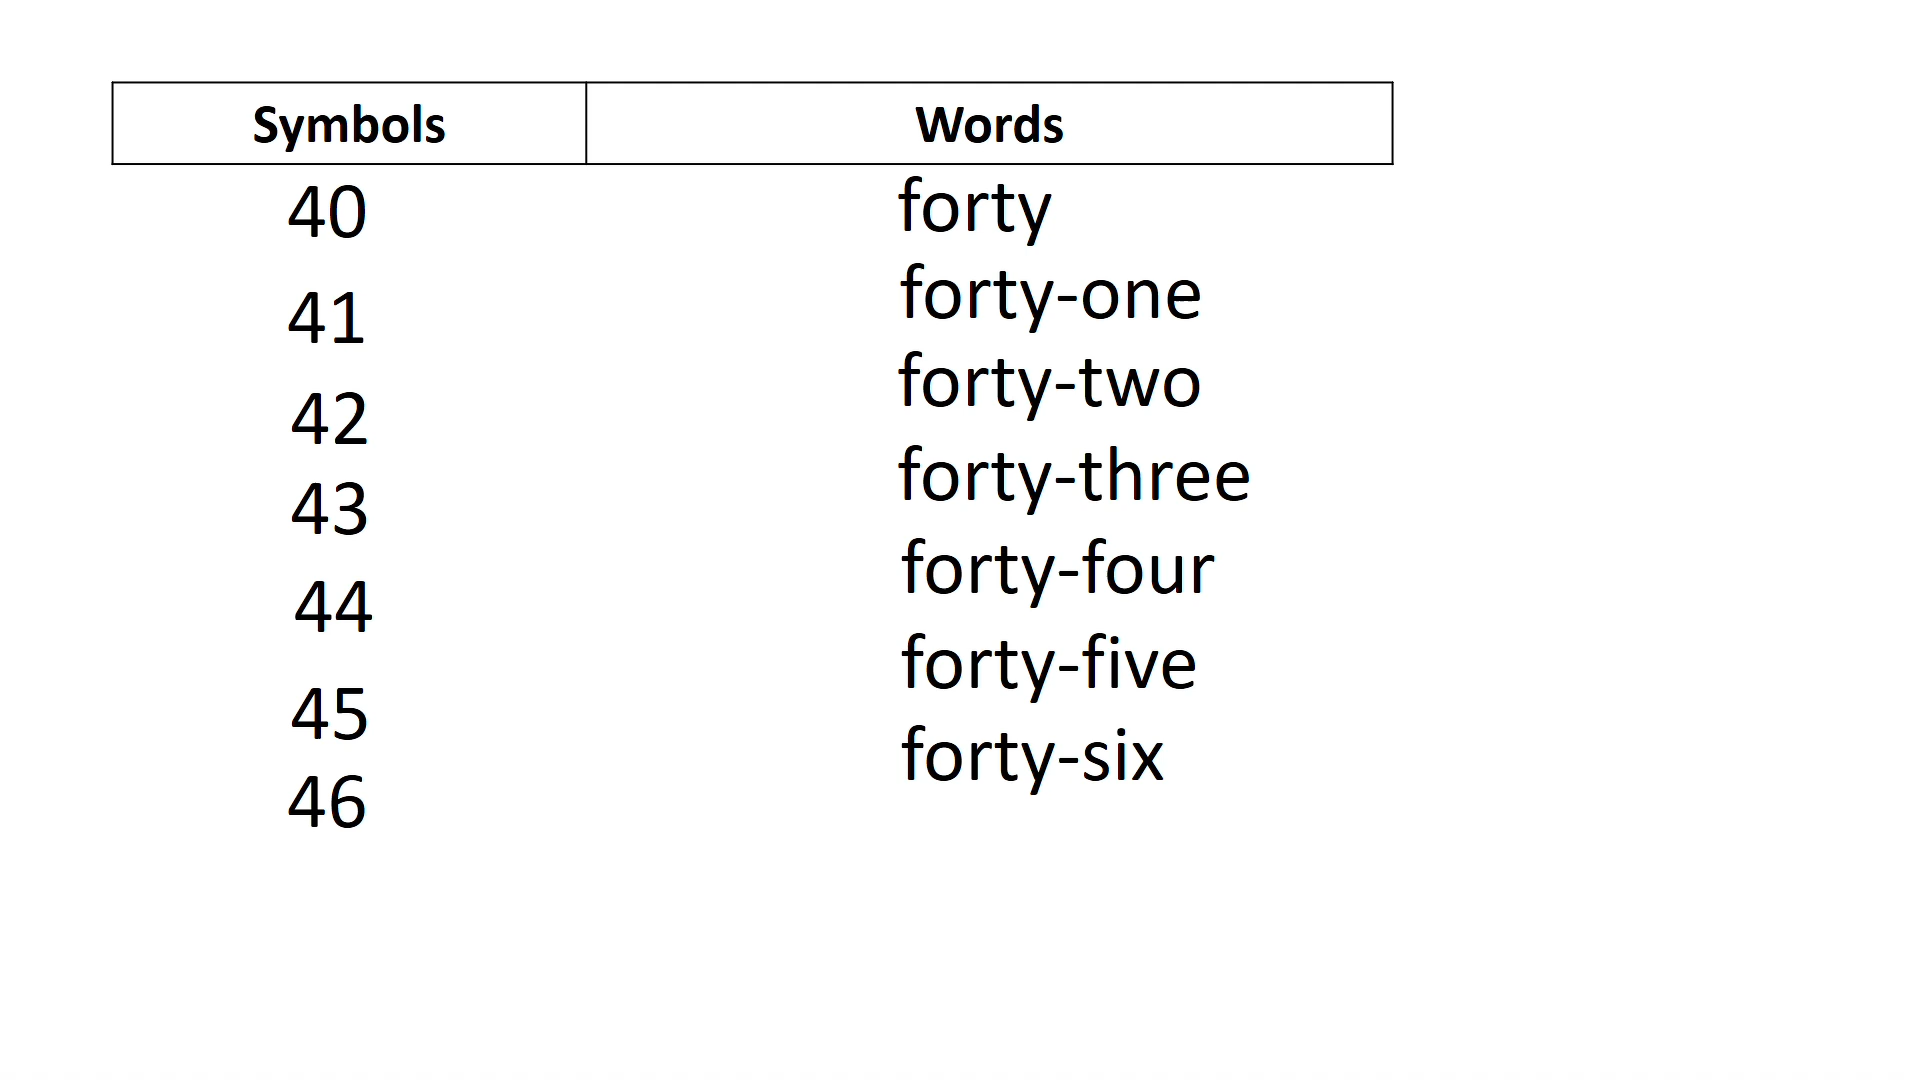 Symbols Words
40 forty
41 forty-one
42 forty-two
43 forty-three
44 forty-four
45 forty-five
46 forty-six